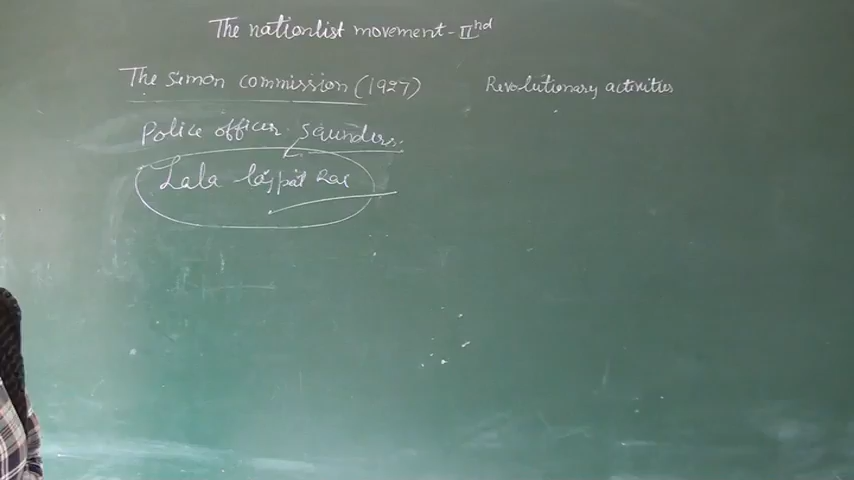 The nationlist movement - IInd
The simon commission (1927)
Revolutionary activities
Police officer. Saunders.
Lala lajpat Rai